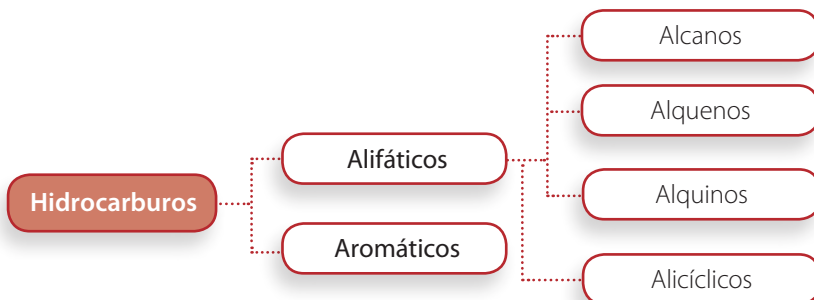 Hidrocarburos
Alifáticos
Aromáticos
Alcanos
Alquenos
Alquinos
Alicíclicos